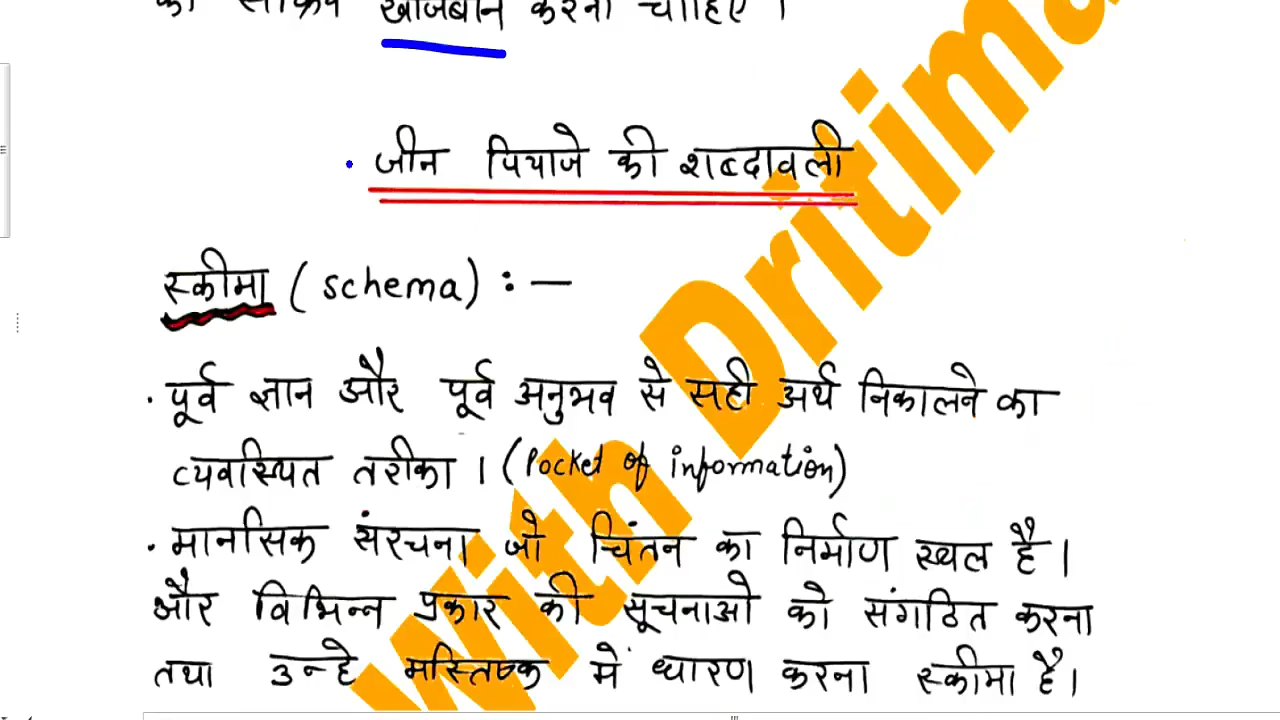 खोजबीन करना चाहिए ।
• जीन पियाजे की शब्दावली
स्कीमा ( schema ) : —
• पूर्व ज्ञान और पूर्व अनुभव से सही अर्थ निकालने का
व्यवस्थित तरीका । (Pocket of information)
• मानसिक संरचना जो चिंतन का निर्माण स्थल है ।
और विभिन्न प्रकार की सूचनाओ को संगठित करना
तथा उन्हे मस्तिष्क में धारण करना स्कीमा है ।
With Dritima